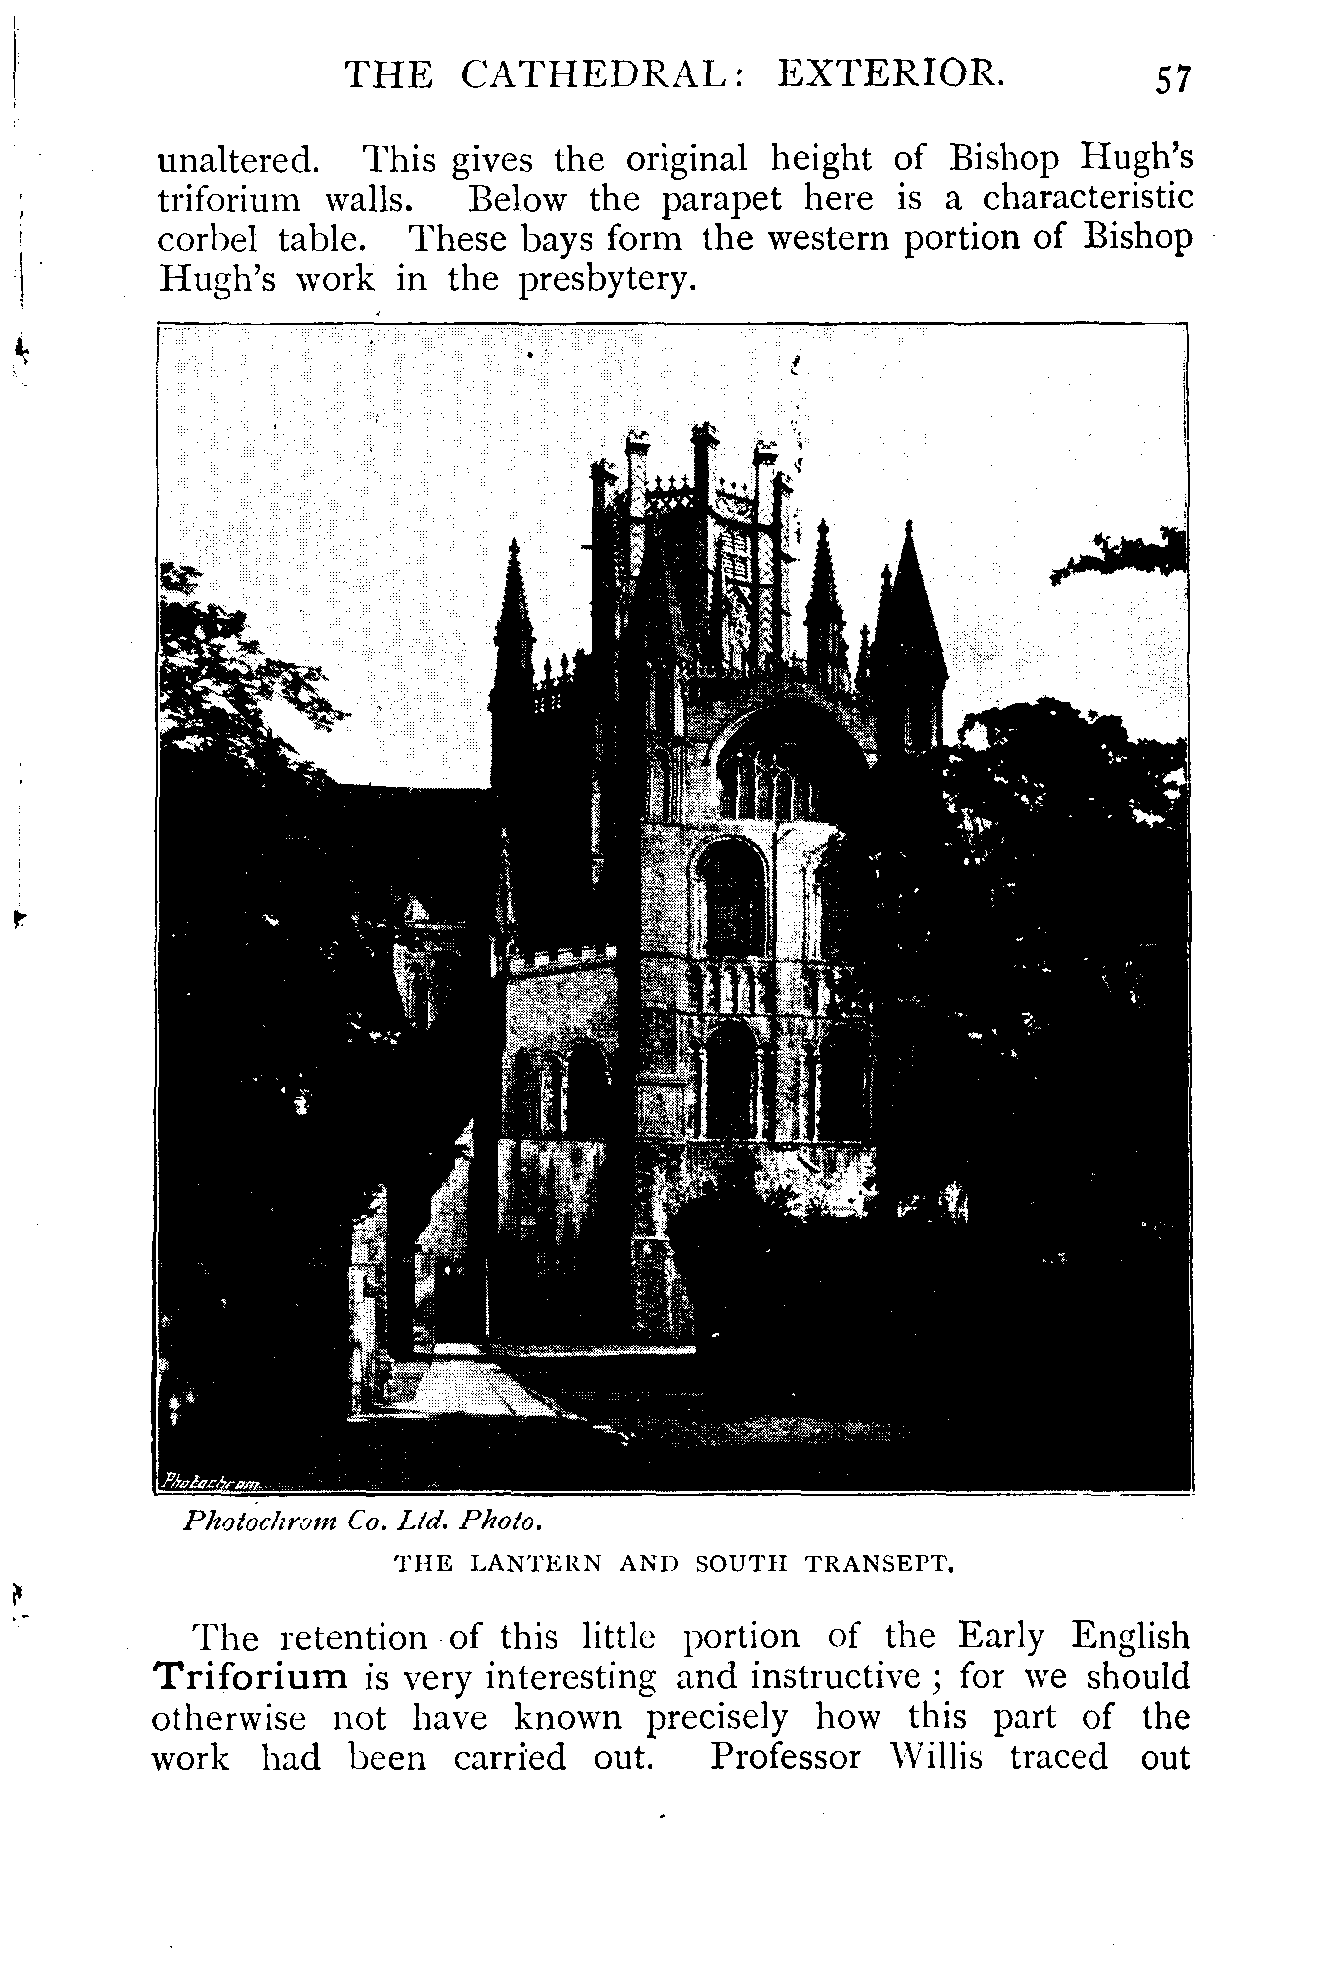 THE CATHEDRAL: EXTERIOR. 57
unaltered. This gives the original height of Bishop Hugh's
triforium walls. Below the parapet here is a characteristic
corbel table. These bays form the western portion of Bishop
Hugh's work in the presbytery.
Photochrom
Photochrom Co. Ltd. Photo.
THE LANTERN AND SOUTH TRANSEPT.
The retention of this little portion of the Early English
Triforium is very interesting and instructive; for we should
otherwise not have known precisely how this part of the
work had been carried out. Professor Willis traced out